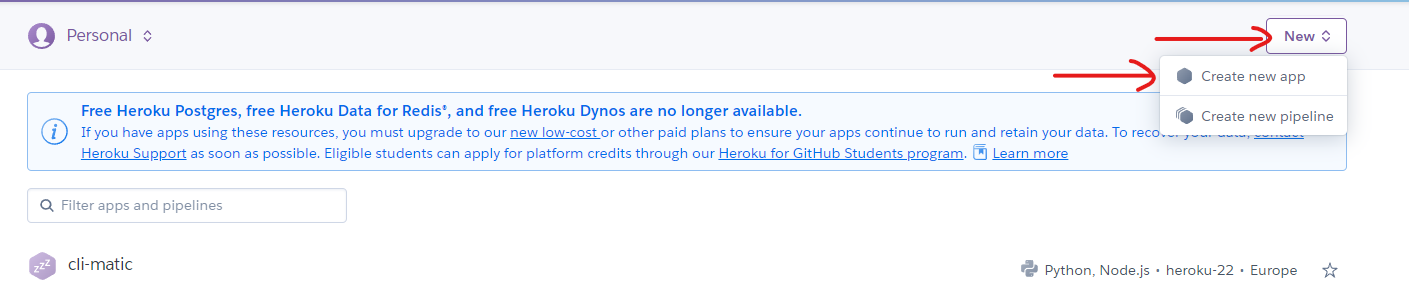 Personal
New
Create new app
Create new pipeline
Free Heroku Postgres, free Heroku Data for Redis®, and free Heroku Dynos are no longer available.
If you have apps using these resources, you must upgrade to our new low-cost or other paid plans to ensure your apps continue to run and retain your data. To recover your data, contact
Heroku Support as soon as possible. Eligible students can apply for platform credits through our Heroku for GitHub Students program. Learn more
Filter apps and pipelines
zzz
cli-matic
Python, Node.js • heroku-22 • Europe